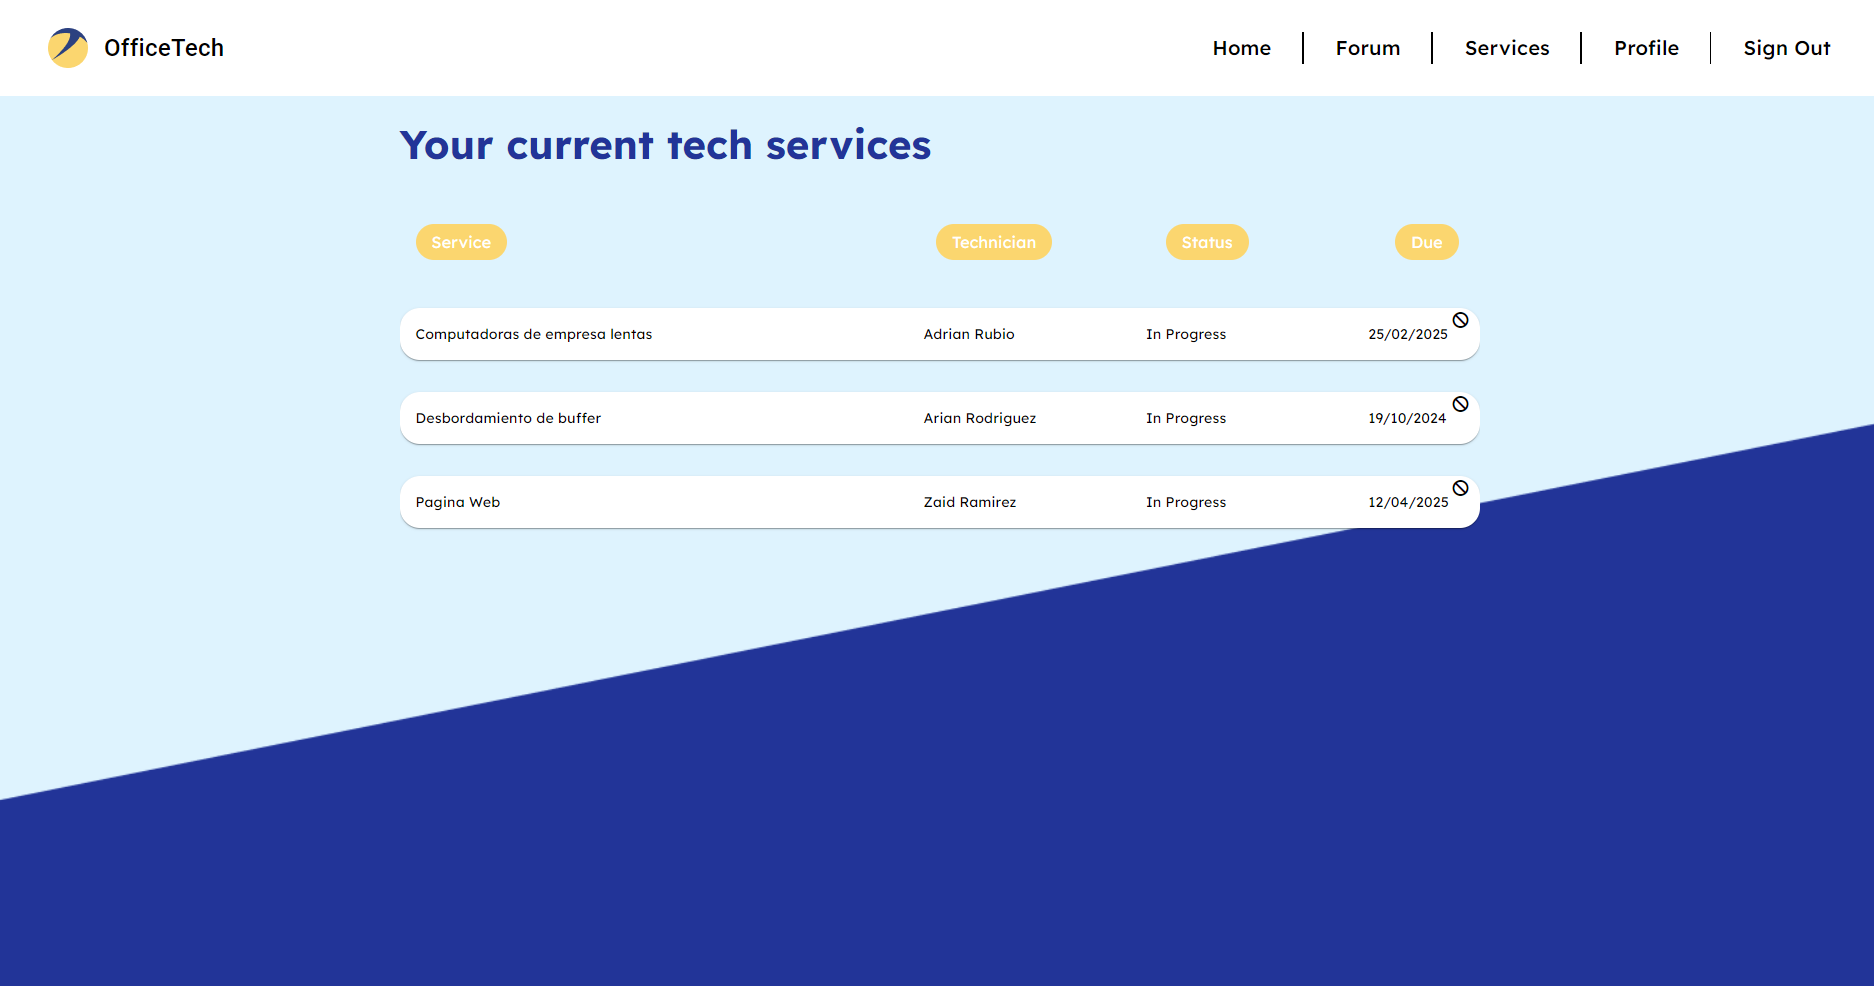 OfficeTech Home Forum Services Profile Sign Out
Your current tech services
Service Technician Status Due
Computadoras de empresa lentas Adrian Rubio In Progress 25/02/2025
Desbordamiento de buffer Arian Rodriguez In Progress 19/10/2024
Pagina Web Zaid Ramirez In Progress 12/04/2025